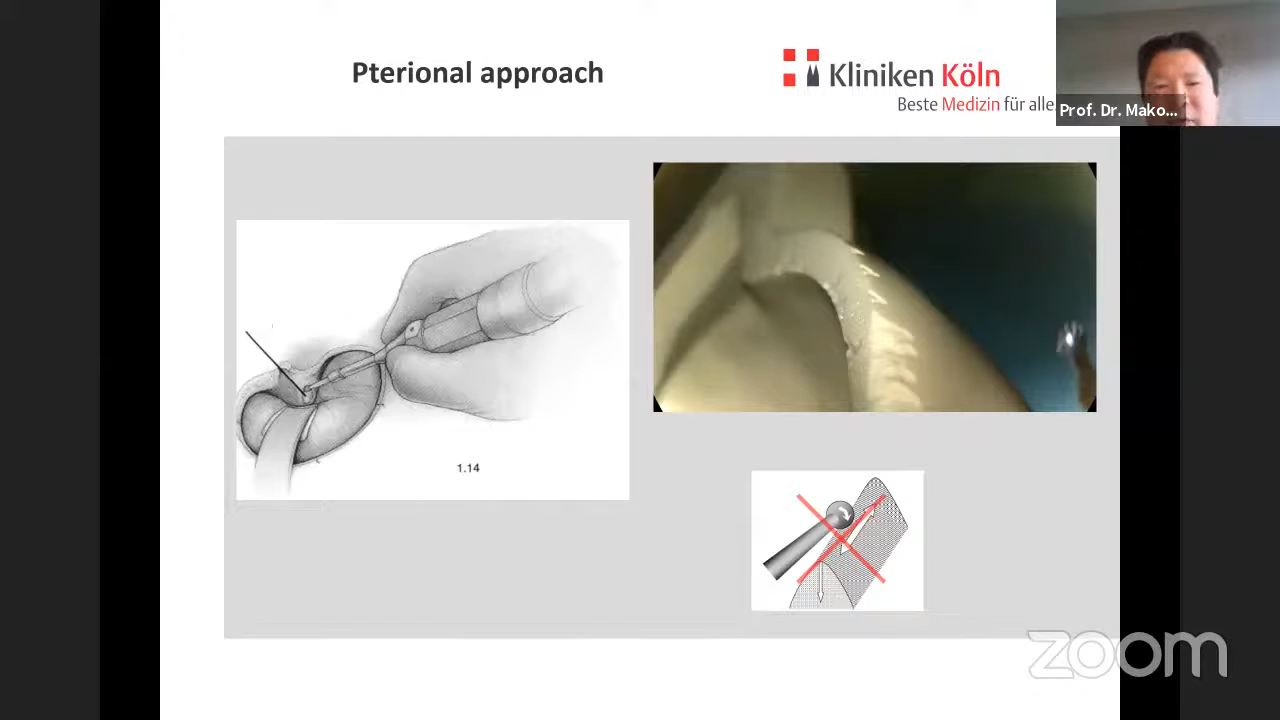 Pterional approach
Kliniken Köln
Beste Medizin für alle
Prof. Dr. Mako...
1.14
zoom